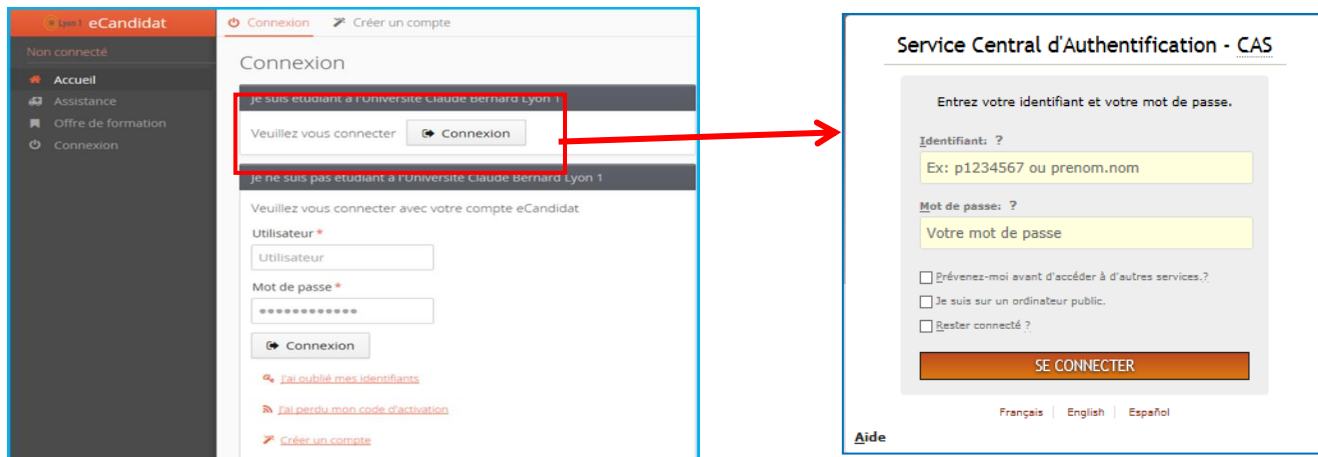 Lyon 1 eCandidat
Non connecté
Accueil
Assistance
Offre de formation
Connexion
Connexion Créer un compte
Connexion
Je suis étudiant à l'Université Claude Bernard Lyon 1
Veuillez vous connecter Connexion
Je ne suis pas étudiant à l'Université Claude Bernard Lyon 1
Veuillez vous connecter avec votre compte eCandidat
Utilisateur *
Utilisateur
Mot de passe *
Connexion
J'ai oublié mes identifiants
J'ai perdu mon code d'activation
Créer un compte
Service Central d'Authentification - CAS
Entrez votre identifiant et votre mot de passe.
Identifiant: ?
Ex: p1234567 ou prenom.nom
Mot de passe: ?
Votre mot de passe
Prévenez-moi avant d'accéder à d'autres services.?
Je suis sur un ordinateur public.
Rester connecté ?
SE CONNECTER
Français | English | Español
Aide